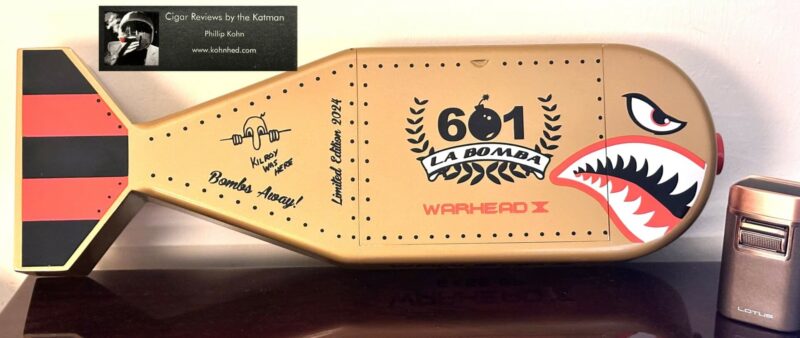 Cigar Reviews by the Katman
Phillip Kohn
www.kohnhed.com
KILROY
WAS
HERE
Bombs Away!
Limited Edition 2024
601
LA BOMBA
WARHEAD X
LOTUS